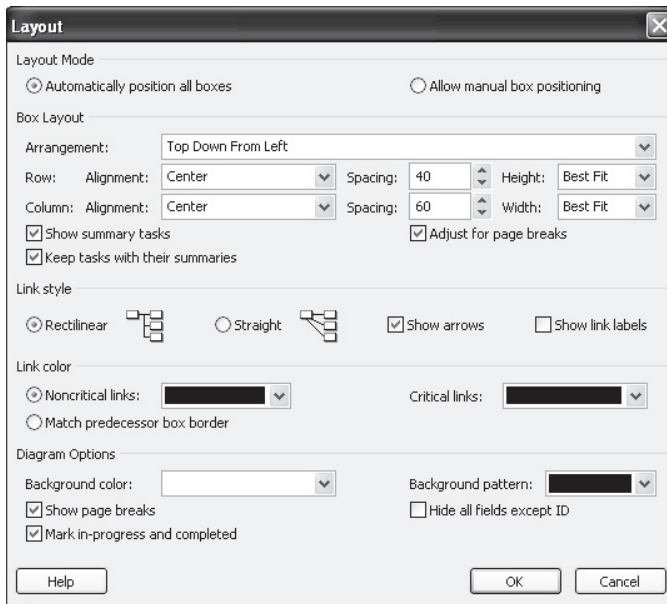 Layout
Layout Mode
Automatically position all boxes Allow manual box positioning
Box Layout
Arrangement: Top Down From Left
Row: Alignment: Center Spacing: 40 Height: Best Fit
Column: Alignment: Center Spacing: 60 Width: Best Fit
Show summary tasks Adjust for page breaks
Keep tasks with their summaries
Link style
Rectilinear Straight Show arrows Show link labels
Link color
Noncritical links: Critical links:
Match predecessor box border
Diagram Options
Background color: Background pattern:
Show page breaks Hide all fields except ID
Mark in-progress and completed
Help OK Cancel